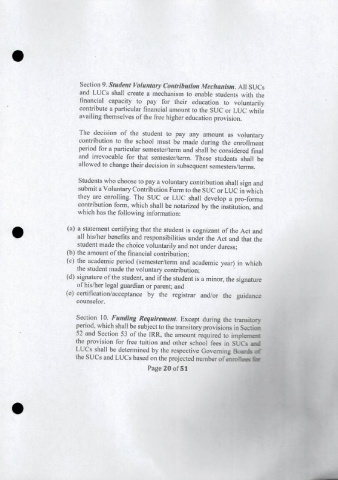 Section 9. Student Voluntary Contribution Mechanism. All SUCs
and LUCs shall create a mechanism to enable students with the
financial capacity to pay for their education to voluntarily
contribute a particular financial amount to the SUC or LUC while
availing themselves of the free higher education provision.
The decision of the student to pay any amount as voluntary
contribution to the school must be made during the enrollment
period for a particular semester/term and shall be considered final
and irrevocable for that semester/term. These students shall be
allowed to change their decision in subsequent semesters/terms.
Students who choose to pay a voluntary contribution shall sign and
submit a Voluntary Contribution Form to the SUC or LUC in which
they are enrolling. The SUC or LUC shall develop a pro-forma
contribution form, which shall be notarized by the institution, and
which has the following information:
(a) a statement certifying that the student is cognizant of the Act and
all his/her benefits and responsibilities under the Act and that the
student made the choice voluntarily and not under duress;
(b) the amount of the financial contribution;
(c) the academic period (semester/term and academic year) in which
the student made the voluntary contribution;
(d) signature of the student, and if the student is a minor, the signature
of his/her legal guardian or parent; and
(e) certification/acceptance by the registrar and/or the guidance
counselor.
Section 10. Funding Requirement. Except during the transitory
period, which shall be subject to the transitory provisions in Section
52 and Section 53 of the IRR, the amount required to implement
the provision for free tuition and other school fees in SUCs and
LUCs shall be determined by the respective Governing Boards of
the SUCs and LUCs based on the projected number of enrollees for
Page 20 of 51